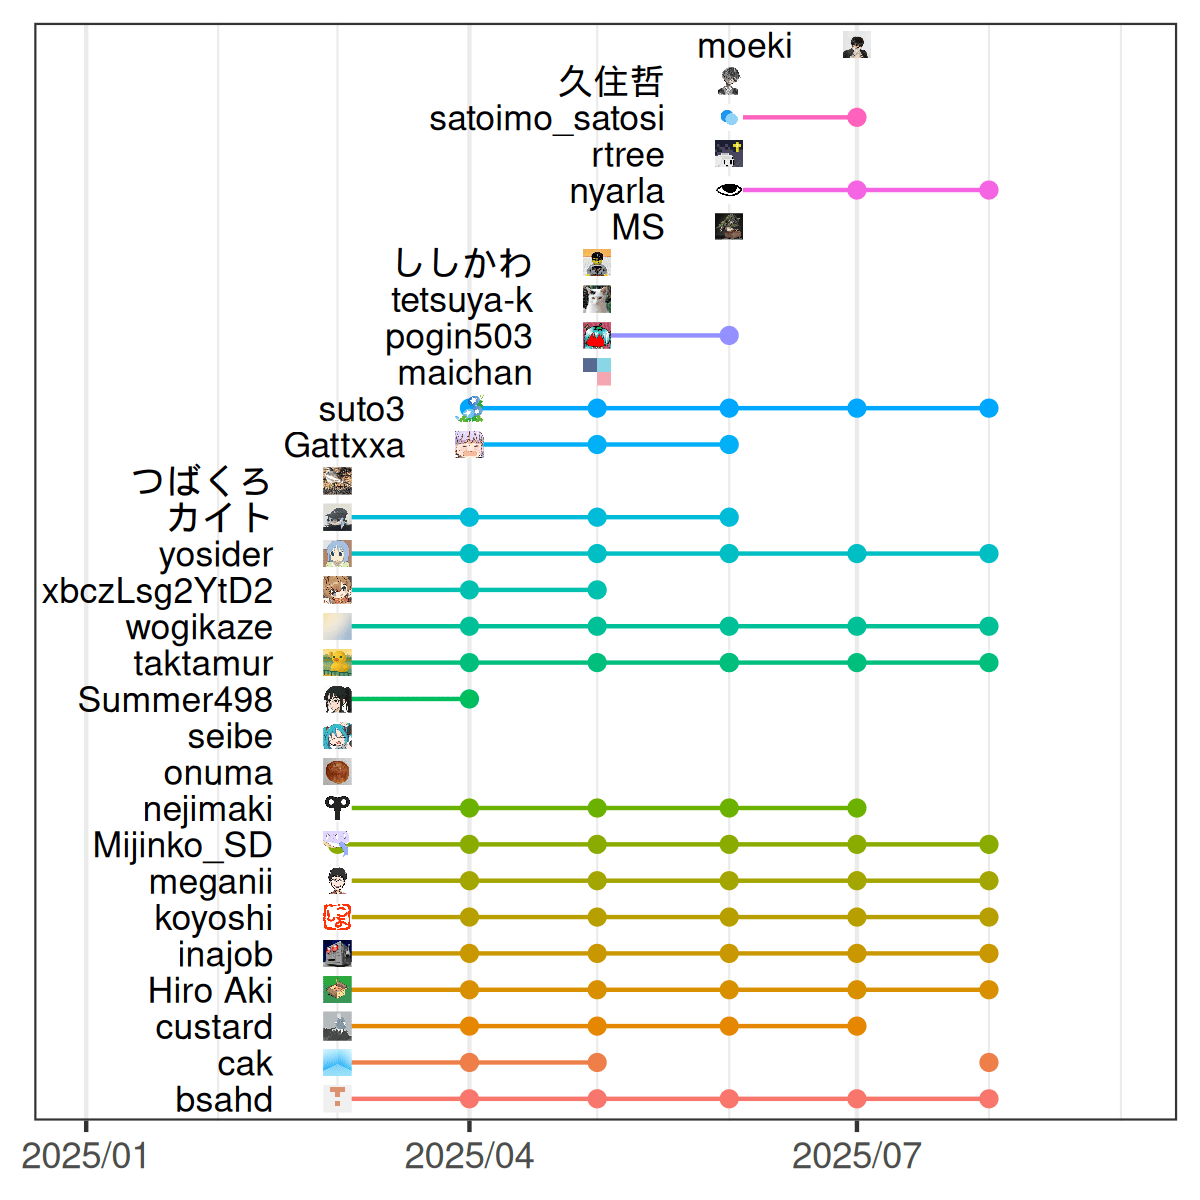 moeki
久住哲
satoimo_satosi
rtree
nyarla
MS
ししかわ
tetsuya-k
pogin503
maichan
suto3
Gattxxa
つばくろ
カイト
yosider
xbczLsg2YtD2
wogikaze
taktamur
Summer498
seibe
onuma
nejimaki
Mijinko_SD
meganii
koyoshi
inajob
Hiro Aki
custard
cak
bsahd
2025/01 2025/04 2025/07